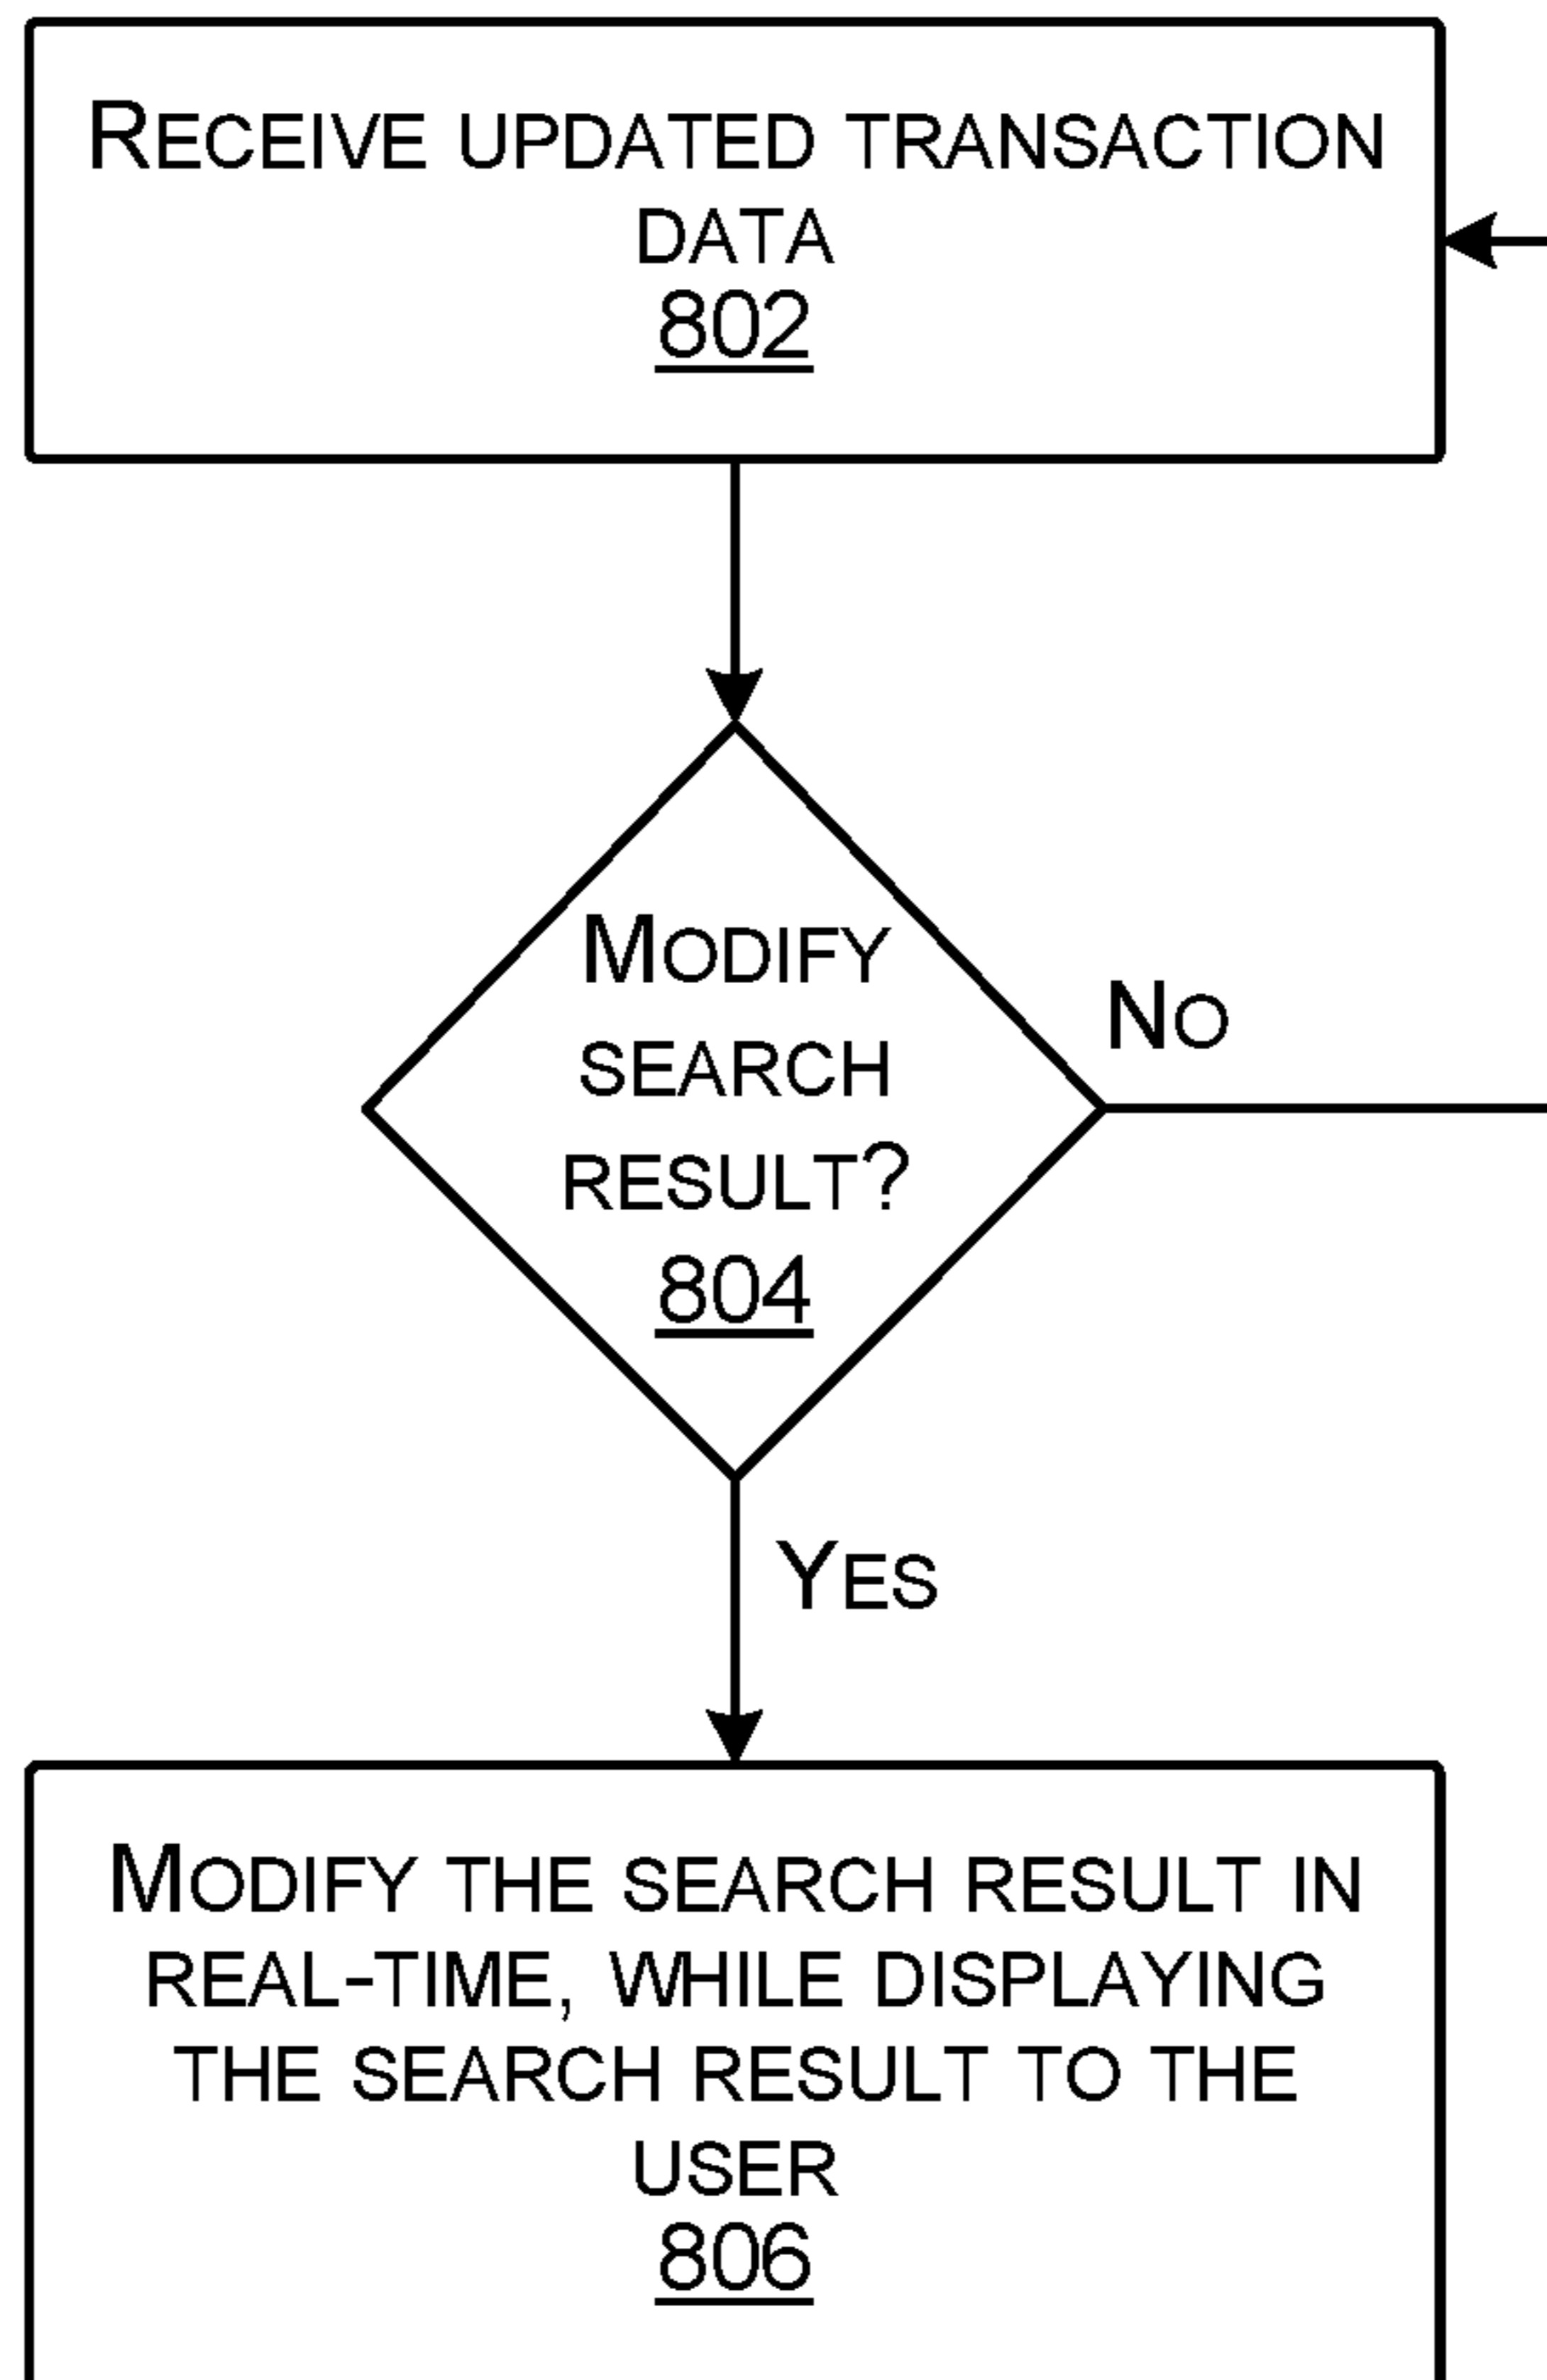 RECEIVE UPDATED TRANSACTION
DATA
802
MODIFY
SEARCH
RESULT?
804
NO
YES
MODIFY THE SEARCH RESULT IN
REAL-TIME, WHILE DISPLAYING
THE SEARCH RESULT TO THE
USER
806